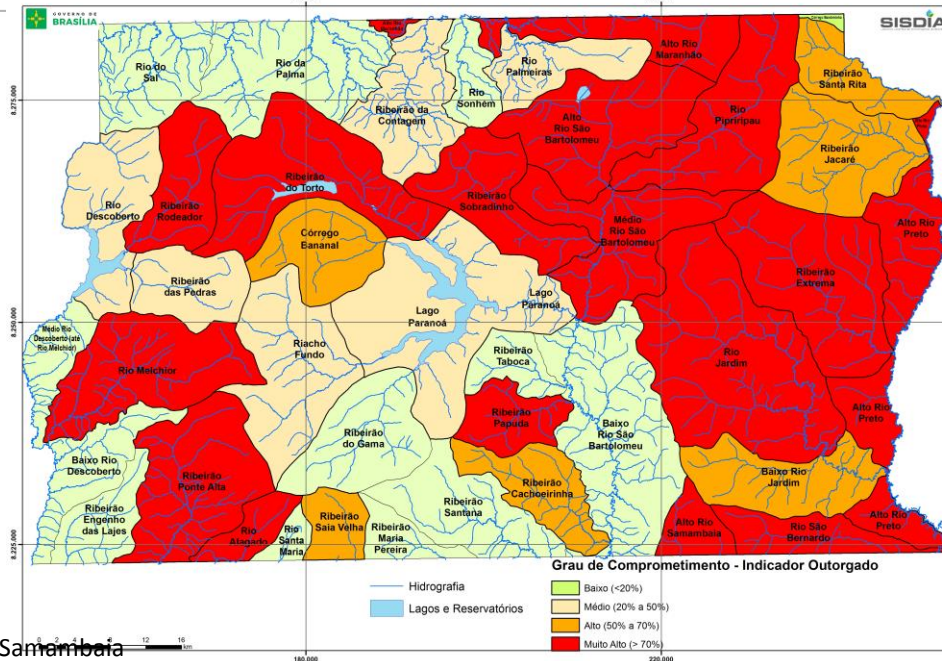 GOVERNO DE
BRASÍLIA
SISDIA
Rio do
Sal
Rio da
Palma
Ribeirão da
Contagem
Rio
Sonhém
Rio
Palmeiras
Alto Rio
Maranhão
Ribeirão
Santa Rita
8.275.000
Alto
Rio São
Bartolomeu
Rio
Pipiripau
Ribeirão
Jacaré
Rio
Descoberto
Ribeirão
Rodeador
Ribeirão
do Torto
Ribeirão
Sobradinho
Médio
Rio São
Bartolomeu
Alto Rio
Preto
Córrego
Bananal
Ribeirão
das Pedras
Ribeirão
Extrema
Lago
Paranoá
Lago
Paranoá
8.250.000
Médio Rio
Descoberto (até
Rio Melchior)
Riacho
Fundo
Ribeirão
Taboca
Rio
Jardim
Rio Melchior
Ribeirão
Papuda
Alto Rio
Preto
Ribeirão
do Gama
Baixo
Rio São
Bartolomeu
Baixo Rio
Descoberto
Ribeirão
Ponte Alta
Ribeirão
Cachoeirinha
Baixo Rio
Jardim
Ribeirão
Engenho
das Lajes
Ribeirão
Santana
Ribeirão
Saia Velha
Rio
Alagado
Rio
Santa
Maria
Ribeirão
Maria
Pereira
Alto Rio
Samambaia
Rio São
Bernardo
Alto Rio
Preto
8.225.000
Grau de Comprometimento - Indicador Outorgado
Hidrografia
Lagos e Reservatórios
Baixo (<20%)
Médio (20% a 50%)
Alto (50% a 70%)
Muito Alto (> 70%)
Samambaia
0 2 4 8 12 16
km
180.000
220.000